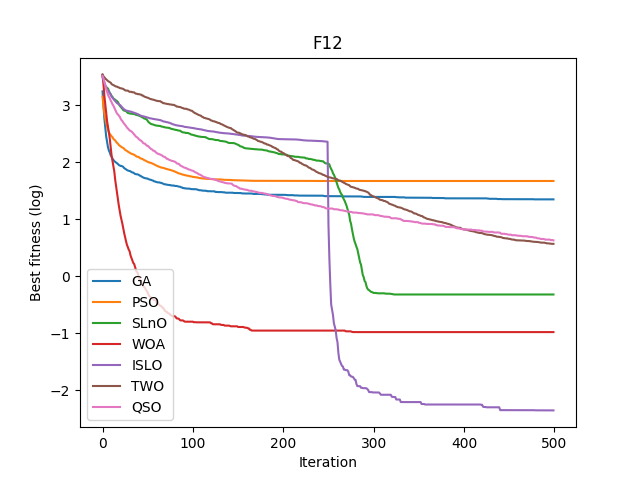 F12
Best fitness (log)
3
2
1
0
−1
−2
GA
PSO
SLnO
WOA
ISLO
TWO
QSO
0 100 200 300 400 500
Iteration